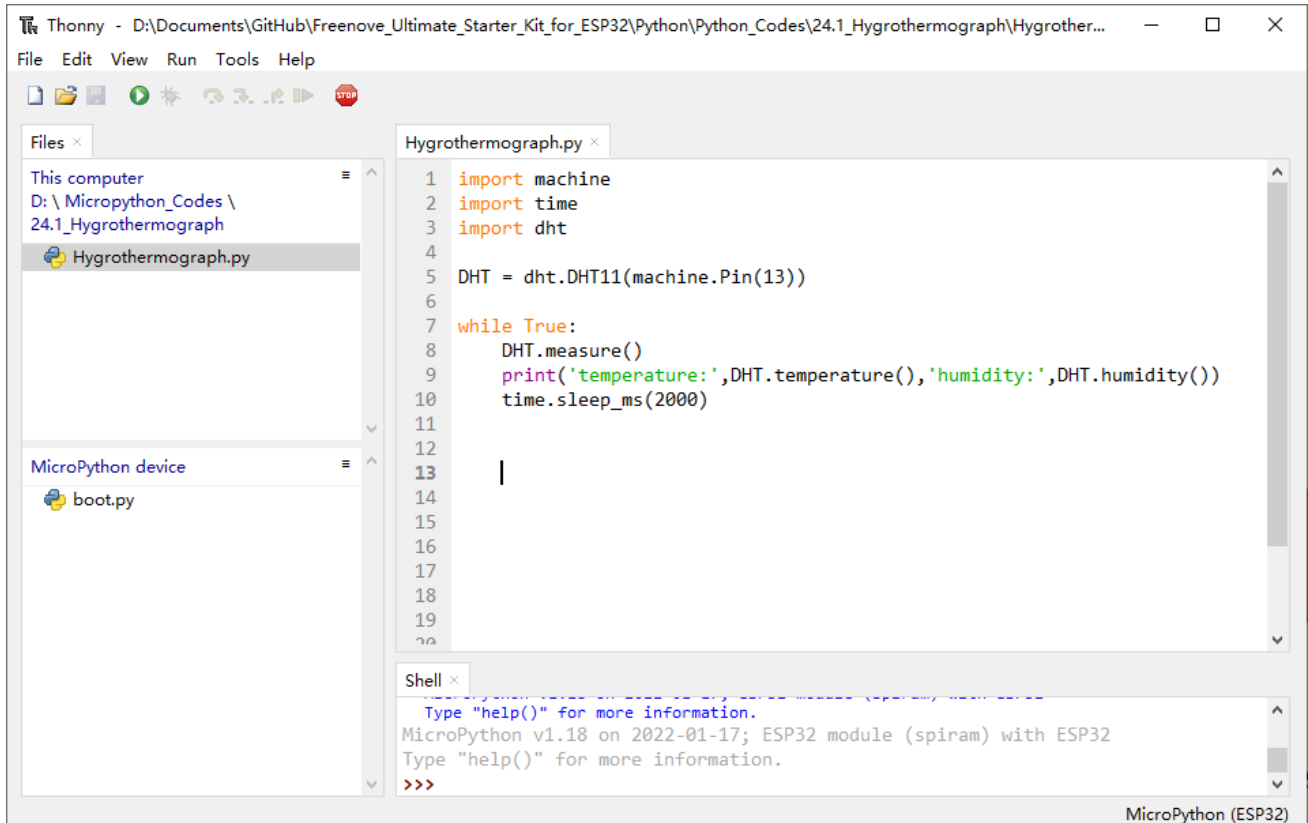 Thonny - D:\Documents\GitHub\Freenove_Ultimate_Starter_Kit_for_ESP32\Python\Python_Codes\24.1_Hygrothermograph\Hygrother...
File Edit View Run Tools Help
STOP
Files
This computer
D: \ Micropython_Codes \
24.1_Hygrothermograph
Hygrothermograph.py
MicroPython device
boot.py
Hygrothermograph.py
1 import machine
2 import time
3 import dht
4
5 DHT = dht.DHT11(machine.Pin(13))
6
7 while True:
8     DHT.measure()
9     print('temperature:',DHT.temperature(),'humidity:',DHT.humidity())
10     time.sleep_ms(2000)
11
12
13
14
15
16
17
18
19
20
Shell
Type "help()" for more information.
MicroPython v1.18 on 2022-01-17; ESP32 module (spiram) with ESP32
Type "help()" for more information.
>>>
MicroPython (ESP32)